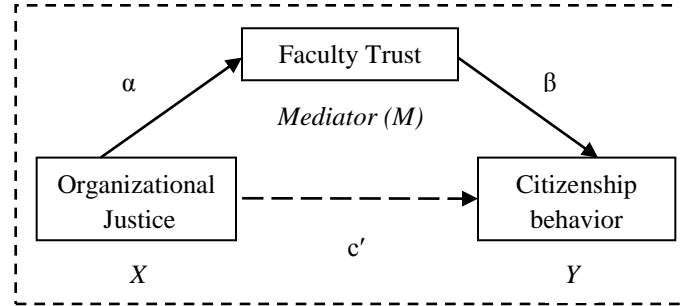 Faculty Trust
α
β
Mediator (M)
Organizational
Justice
Citizenship
behavior
c′
X
Y